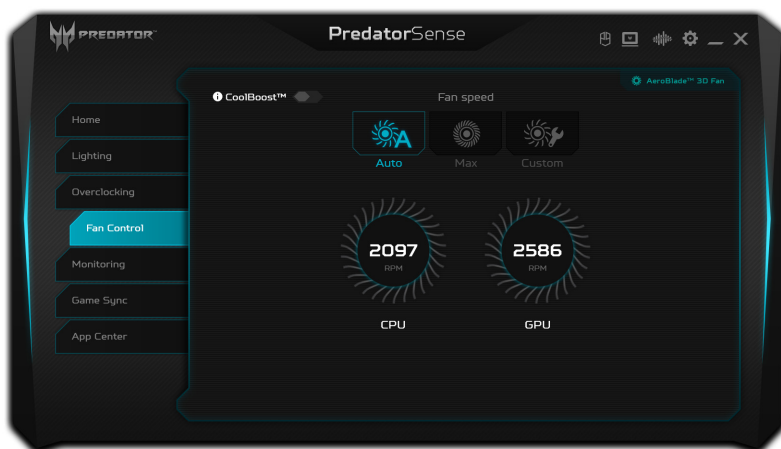 PREDATOR
PredatorSense
AeroBlade™ 3D Fan
CoolBoost™
Fan speed
Home
Lighting
Overclocking
Fan Control
Monitoring
Game Sync
App Center
Auto
Max
Custom
2097
RPM
CPU
2586
RPM
GPU